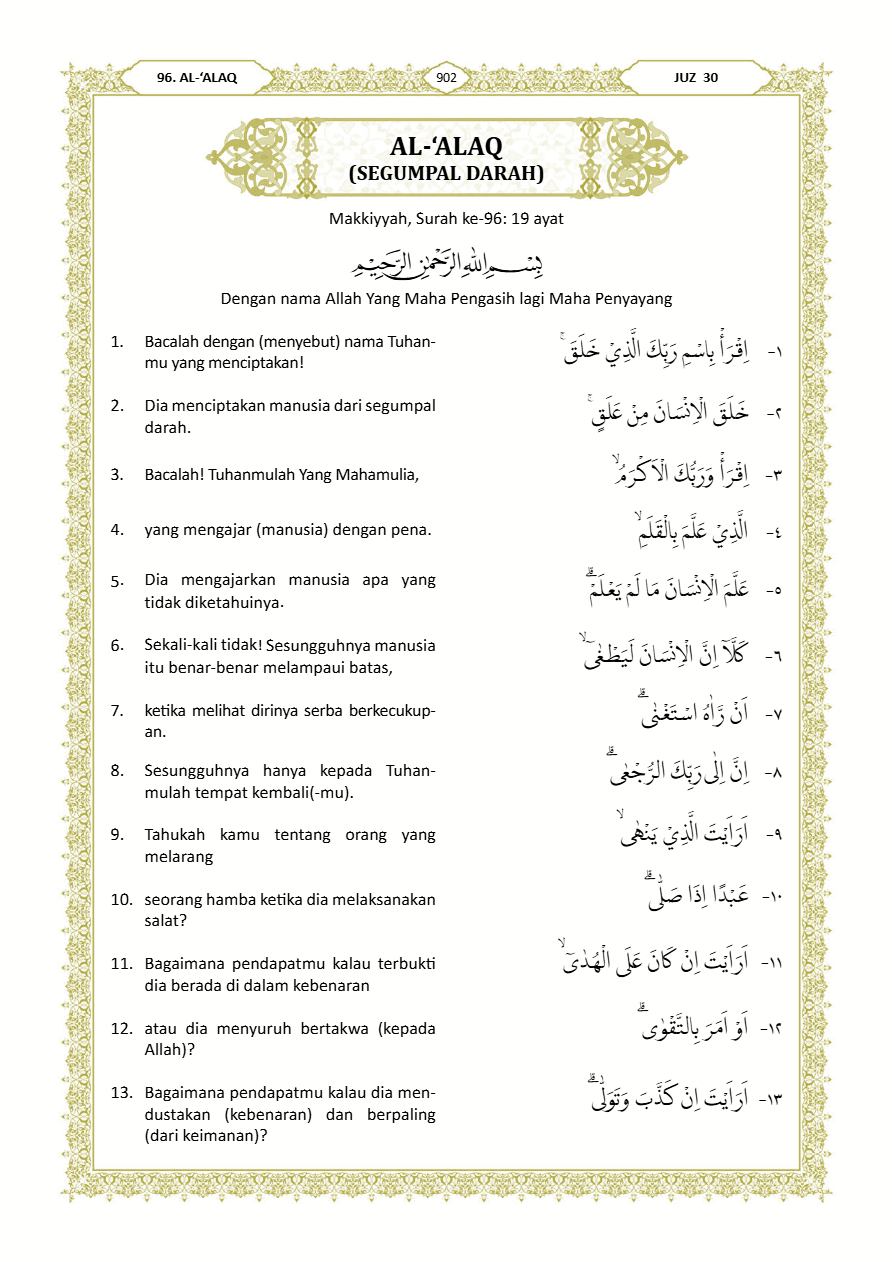 96. AL-‘ALAQ
902
JUZ 30
AL-‘ALAQ
(SEGUMPAL DARAH)
Makkiyyah, Surah ke-96: 19 ayat
بِسْمِ اللّٰهِ الرَّحْمٰنِ الرَّحِيْمِ
Dengan nama Allah Yang Maha Pengasih lagi Maha Penyayang
1. Bacalah dengan (menyebut) nama Tuhan-
mu yang menciptakan!
١- اِقْرَأْ بِاسْمِ رَبِّكَ الَّذِيْ خَلَقَۚ
2. Dia menciptakan manusia dari segumpal
darah.
٢- خَلَقَ الْاِنْسَانَ مِنْ عَلَقٍۚ
3. Bacalah! Tuhanmulah Yang Mahamulia,
٣- اِقْرَأْ وَرَبُّكَ الْاَكْرَمُۙ
4. yang mengajar (manusia) dengan pena.
٤- الَّذِيْ عَلَّمَ بِالْقَلَمِۙ
5. Dia mengajarkan manusia apa yang
tidak diketahuinya.
٥- عَلَّمَ الْاِنْسَانَ مَا لَمْ يَعْلَمْۗ
6. Sekali-kali tidak! Sesungguhnya manusia
itu benar-benar melampaui batas,
٦- كَلَّآ اِنَّ الْاِنْسَانَ لَيَطْغٰىٓۙ
7. ketika melihat dirinya serba berkecukup-
an.
٧- اَنْ رَّاٰهُ اسْتَغْنٰىۗ
8. Sesungguhnya hanya kepada Tuhan-
mulah tempat kembali(-mu).
٨- اِنَّ اِلٰى رَبِّكَ الرُّجْعٰىۗ
9. Tahukah kamu tentang orang yang
melarang
٩- اَرَاَيْتَ الَّذِيْ يَنْهٰىۙ
10. seorang hamba ketika dia melaksanakan
salat?
١٠- عَبْدًا اِذَا صَلّٰىۗ
11. Bagaimana pendapatmu kalau terbukti
dia berada di dalam kebenaran
١١- اَرَاَيْتَ اِنْ كَانَ عَلَى الْهُدٰىٓۙ
12. atau dia menyuruh bertakwa (kepada
Allah)?
١٢- اَوْ اَمَرَ بِالتَّقْوٰىۗ
13. Bagaimana pendapatmu kalau dia men-
dustakan (kebenaran) dan berpaling
(dari keimanan)?
١٣- اَرَاَيْتَ اِنْ كَذَّبَ وَتَوَلّٰىۗ